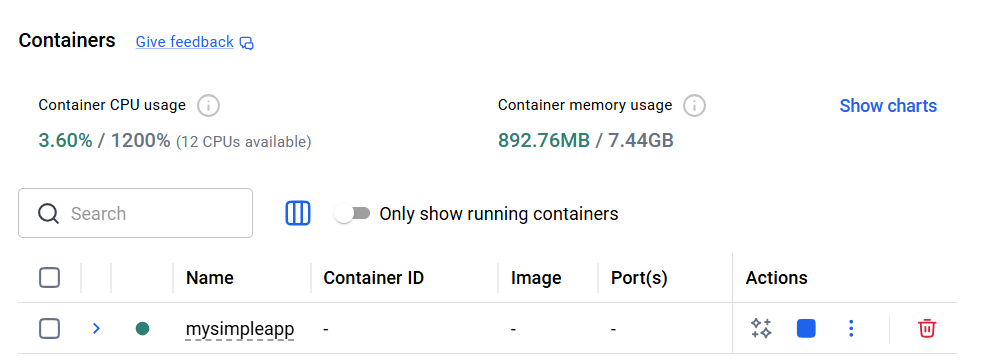 Containers Give feedback
Container CPU usage Container memory usage Show charts
3.60% / 1200% (12 CPUs available) 892.76MB / 7.44GB
Search Only show running containers
Name Container ID Image Port(s) Actions
mysimpleapp - - -